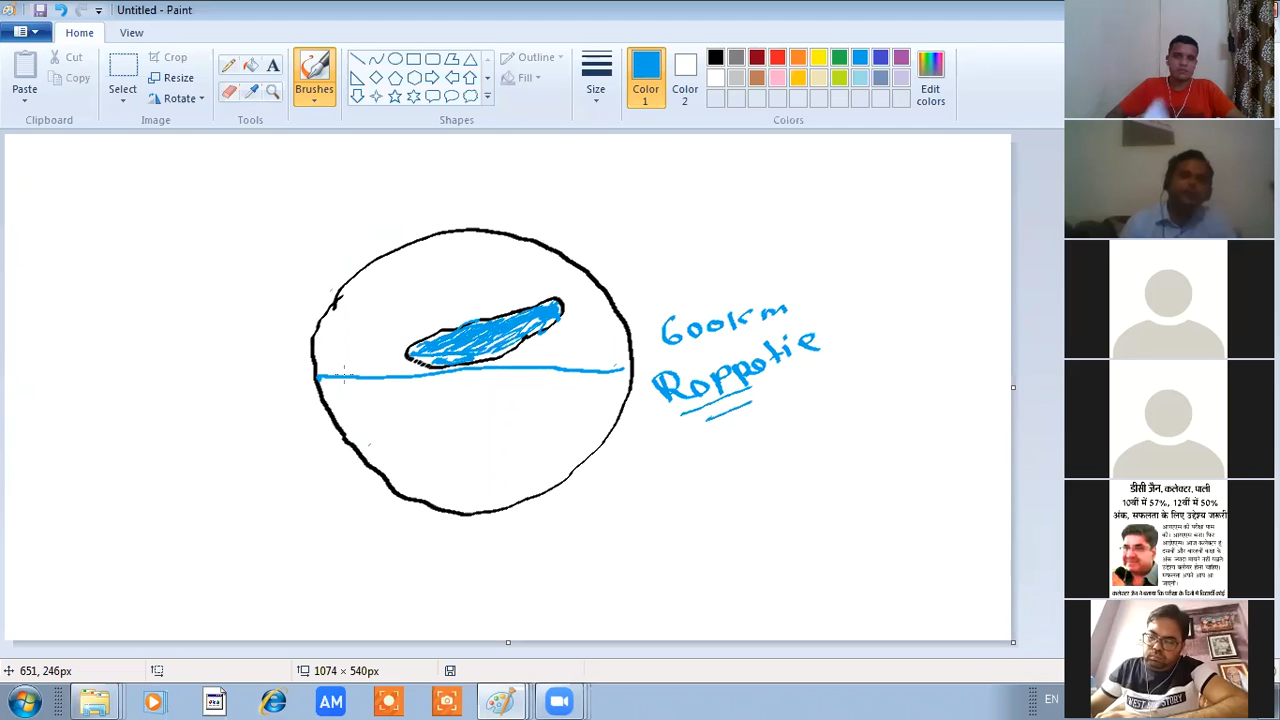 Untitled - Paint
Home
View
Paste
Cut
Copy
Clipboard
Select
Crop
Resize
Rotate
Image
Tools
Brushes
Shapes
Outline
Fill
Size
Color 1
Color 2
Edit colors
Colors
600km
Roppotie
डीसी जैन, कलेक्टर, पाली
10वीं में 57%, 12वीं में 50%
अंक, सफलता के लिए उद्देश्य जरूरी
651, 246px
1074 × 540px
AM
EN